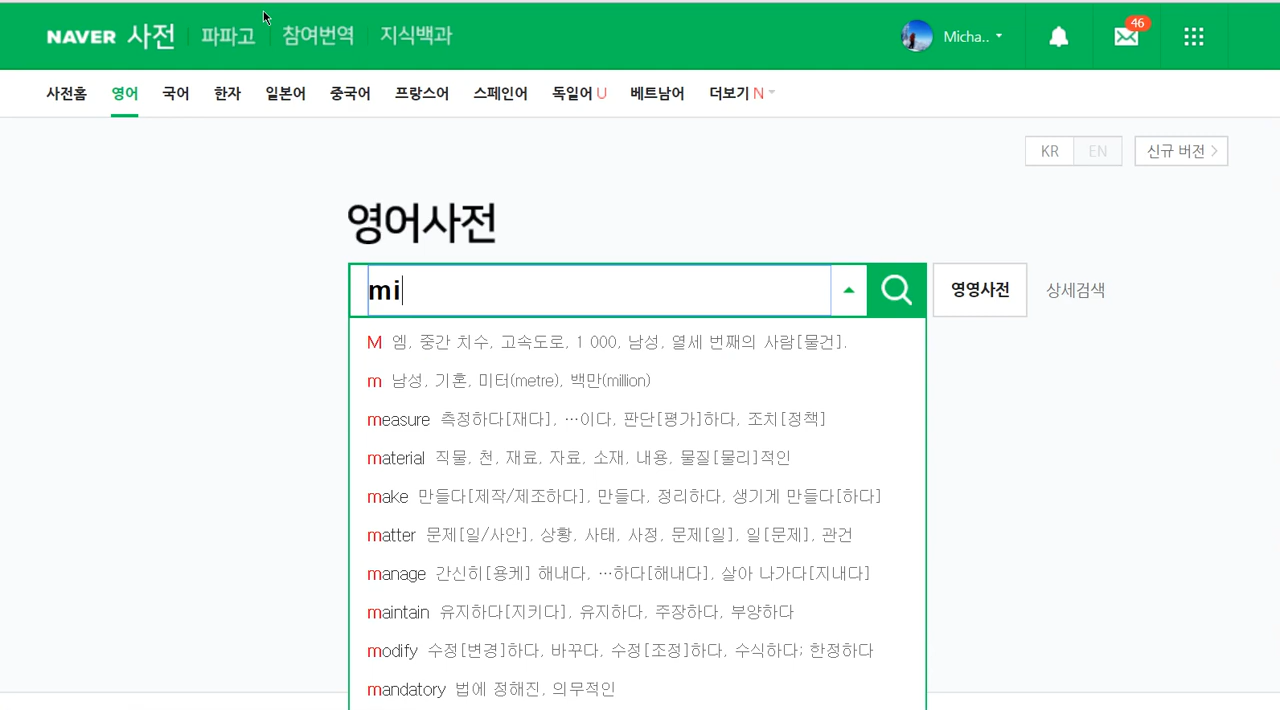 NAVER 사전 파파고 참여번역 지식백과 Micha.. 46
사전홈 영어 국어 한자 일본어 중국어 프랑스어 스페인어 독일어 U 베트남어 더보기 N
KR EN 신규 버전
영어사전
mi 영영사전 상세검색
M 엠, 중간 치수, 고속도로, 1 000, 남성, 열세 번째의 사람[물건].
m 남성, 기혼, 미터(metre), 백만(million)
measure 측정하다[재다], …이다, 판단[평가]하다, 조치[정책]
material 직물, 천, 재료, 자료, 소재, 내용, 물질[물리]적인
make 만들다[제작/제조하다], 만들다, 정리하다, 생기게 만들다[하다]
matter 문제[일/사안], 상황, 사태, 사정, 문제[일], 일[문제], 관건
manage 간신히[용케] 해내다, …하다[해내다], 살아 나가다[지내다]
maintain 유지하다[지키다], 유지하다, 주장하다, 부양하다
modify 수정[변경]하다, 바꾸다, 수정[조정]하다, 수식하다; 한정하다
mandatory 법에 정해진, 의무적인